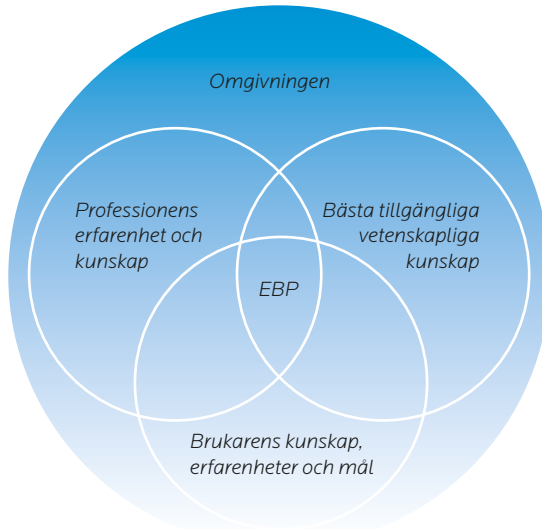 Omgivningen
Professionens
erfarenhet och
kunskap
Bästa tillgängliga
vetenskapliga
kunskap
EBP
Brukarens kunskap,
erfarenheter och mål